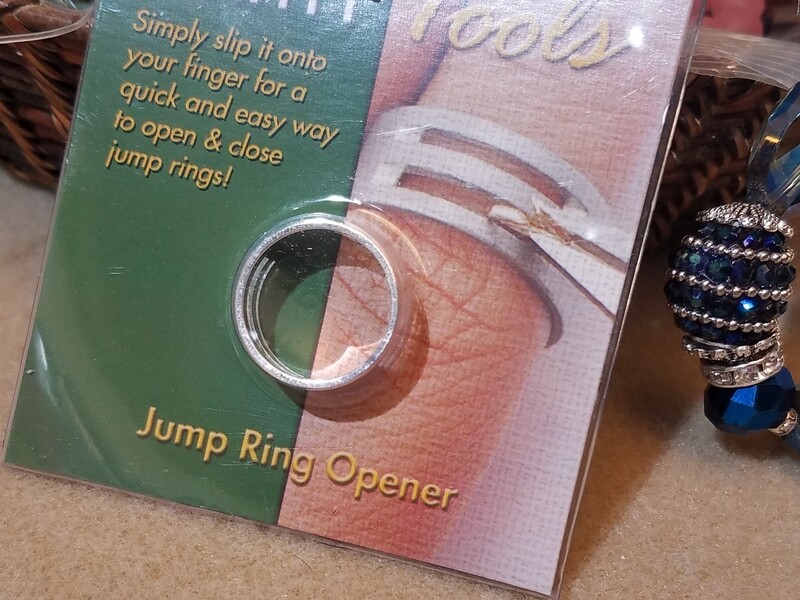 Tools
Simply slip it onto
your finger for a
quick and easy way
to open & close
jump rings!
Jump Ring Opener